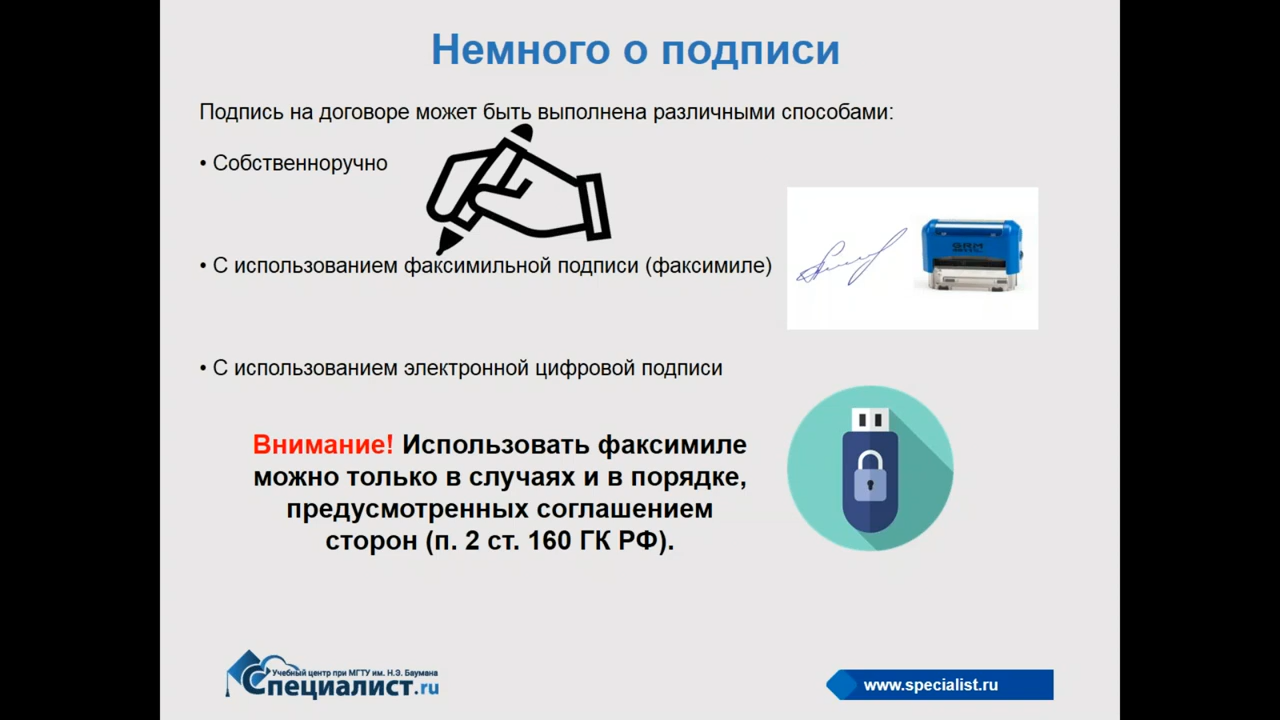 Немного о подписи
Подпись на договоре может быть выполнена различными способами:
• Собственноручно
• С использованием факсимильной подписи (факсимиле)
GRM
• С использованием электронной цифровой подписи
Внимание! Использовать факсимиле
можно только в случаях и в порядке,
предусмотренных соглашением
сторон (п. 2 ст. 160 ГК РФ).
Учебный центр при МГТУ им. Н.Э. Баумана
Специалист.ru
www.specialist.ru